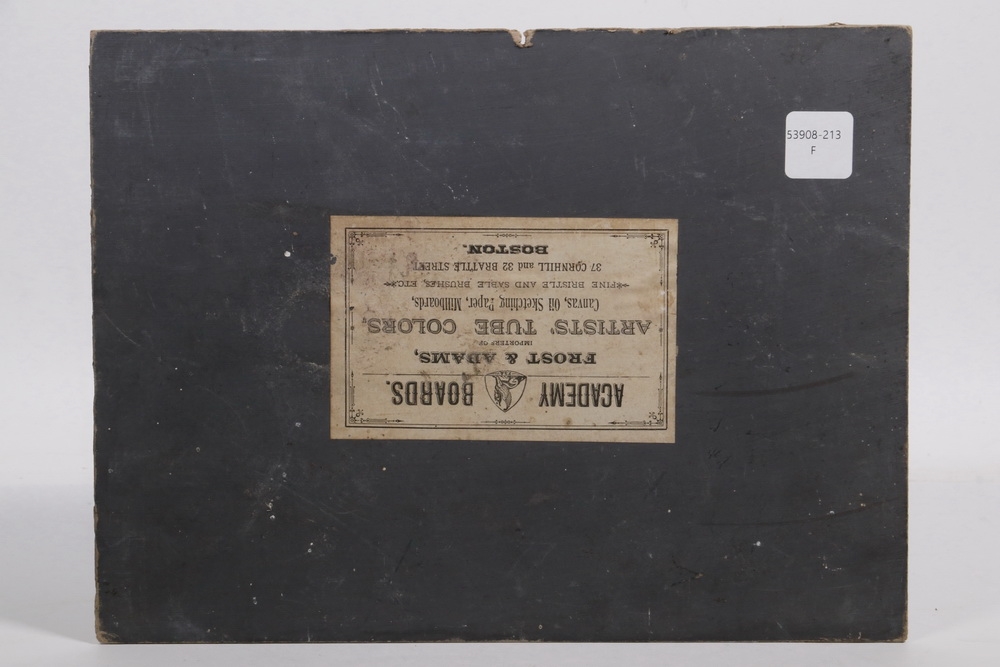 53908-213
F
ACADEMY BOARDS.
FROST & ADAMS,
IMPORTERS OF
ARTISTS' TUBE COLORS,
Canvas, Oil Sketching Paper, Millboards,
FINE BRISTLE AND SABLE BRUSHES, ETC.
37 CORNHILL and 32 BRATTLE STREET
BOSTON.